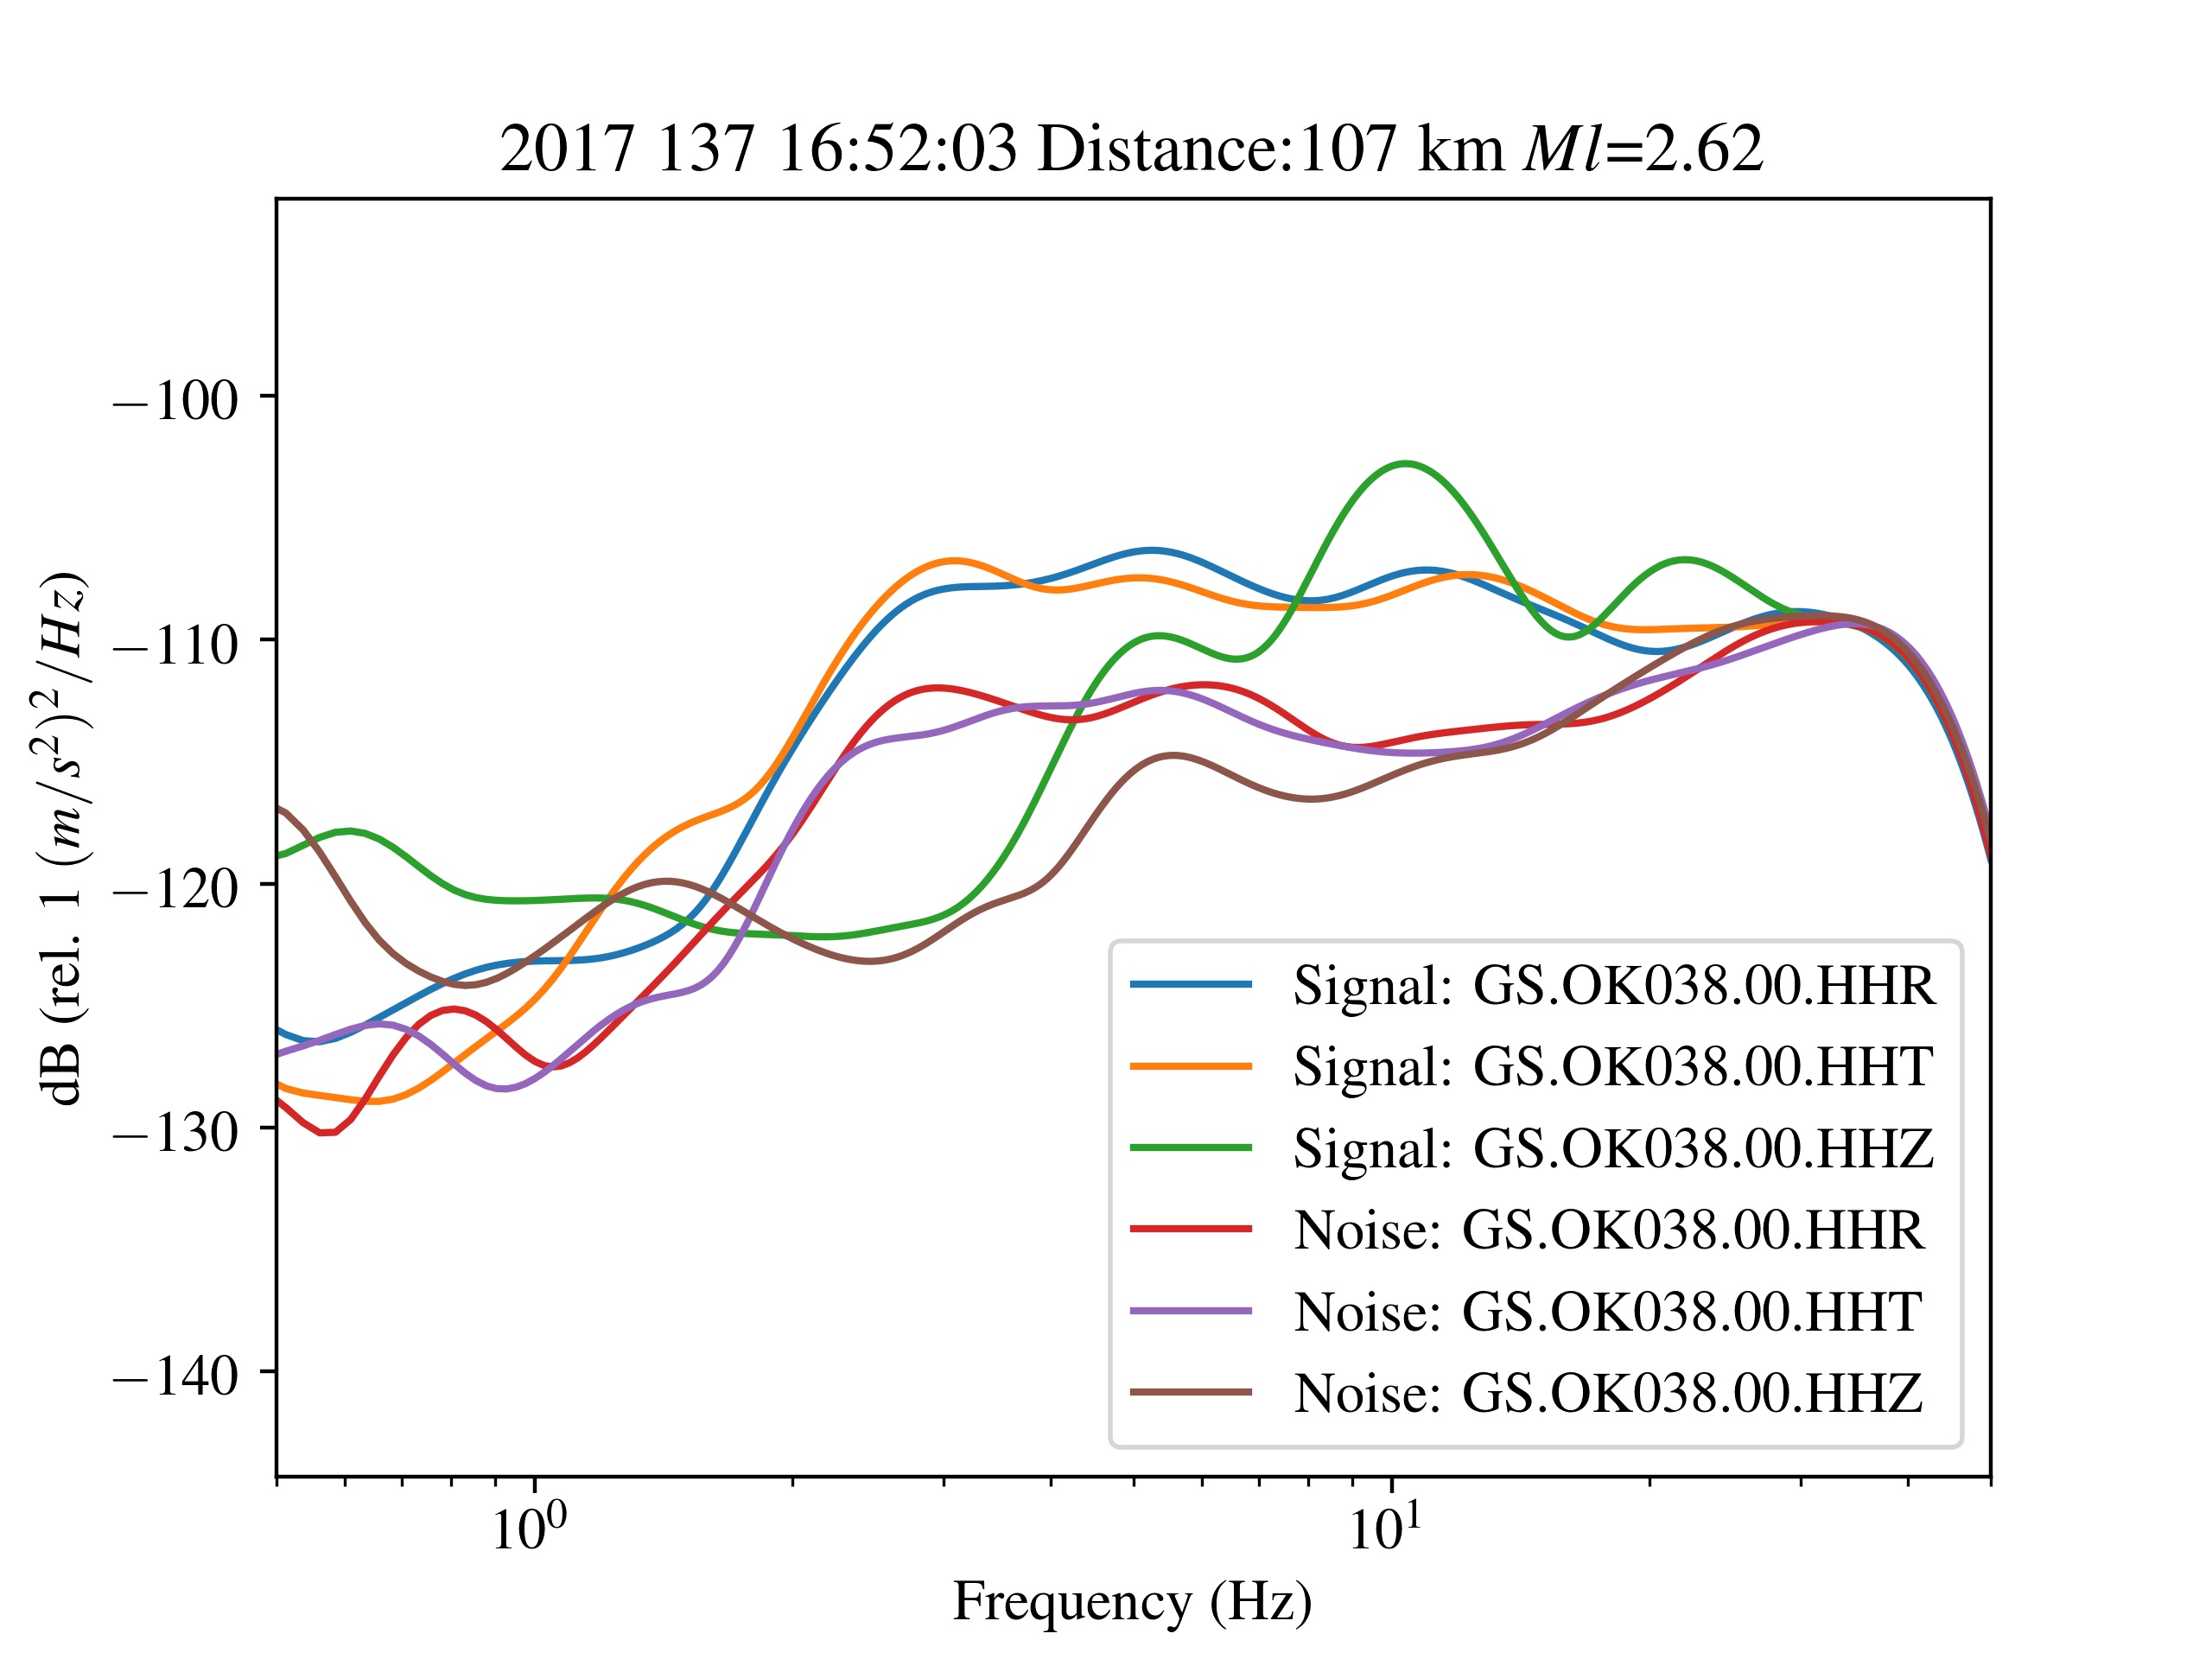 2017 137 16:52:03 Distance:107 km Ml=2.62
dB (rel. 1 (m/s²)²/Hz)
−100
−110
−120
−130
−140
Signal: GS.OK038.00.HHR
Signal: GS.OK038.00.HHT
Signal: GS.OK038.00.HHZ
Noise: GS.OK038.00.HHR
Noise: GS.OK038.00.HHT
Noise: GS.OK038.00.HHZ
10⁰ 10¹
Frequency (Hz)